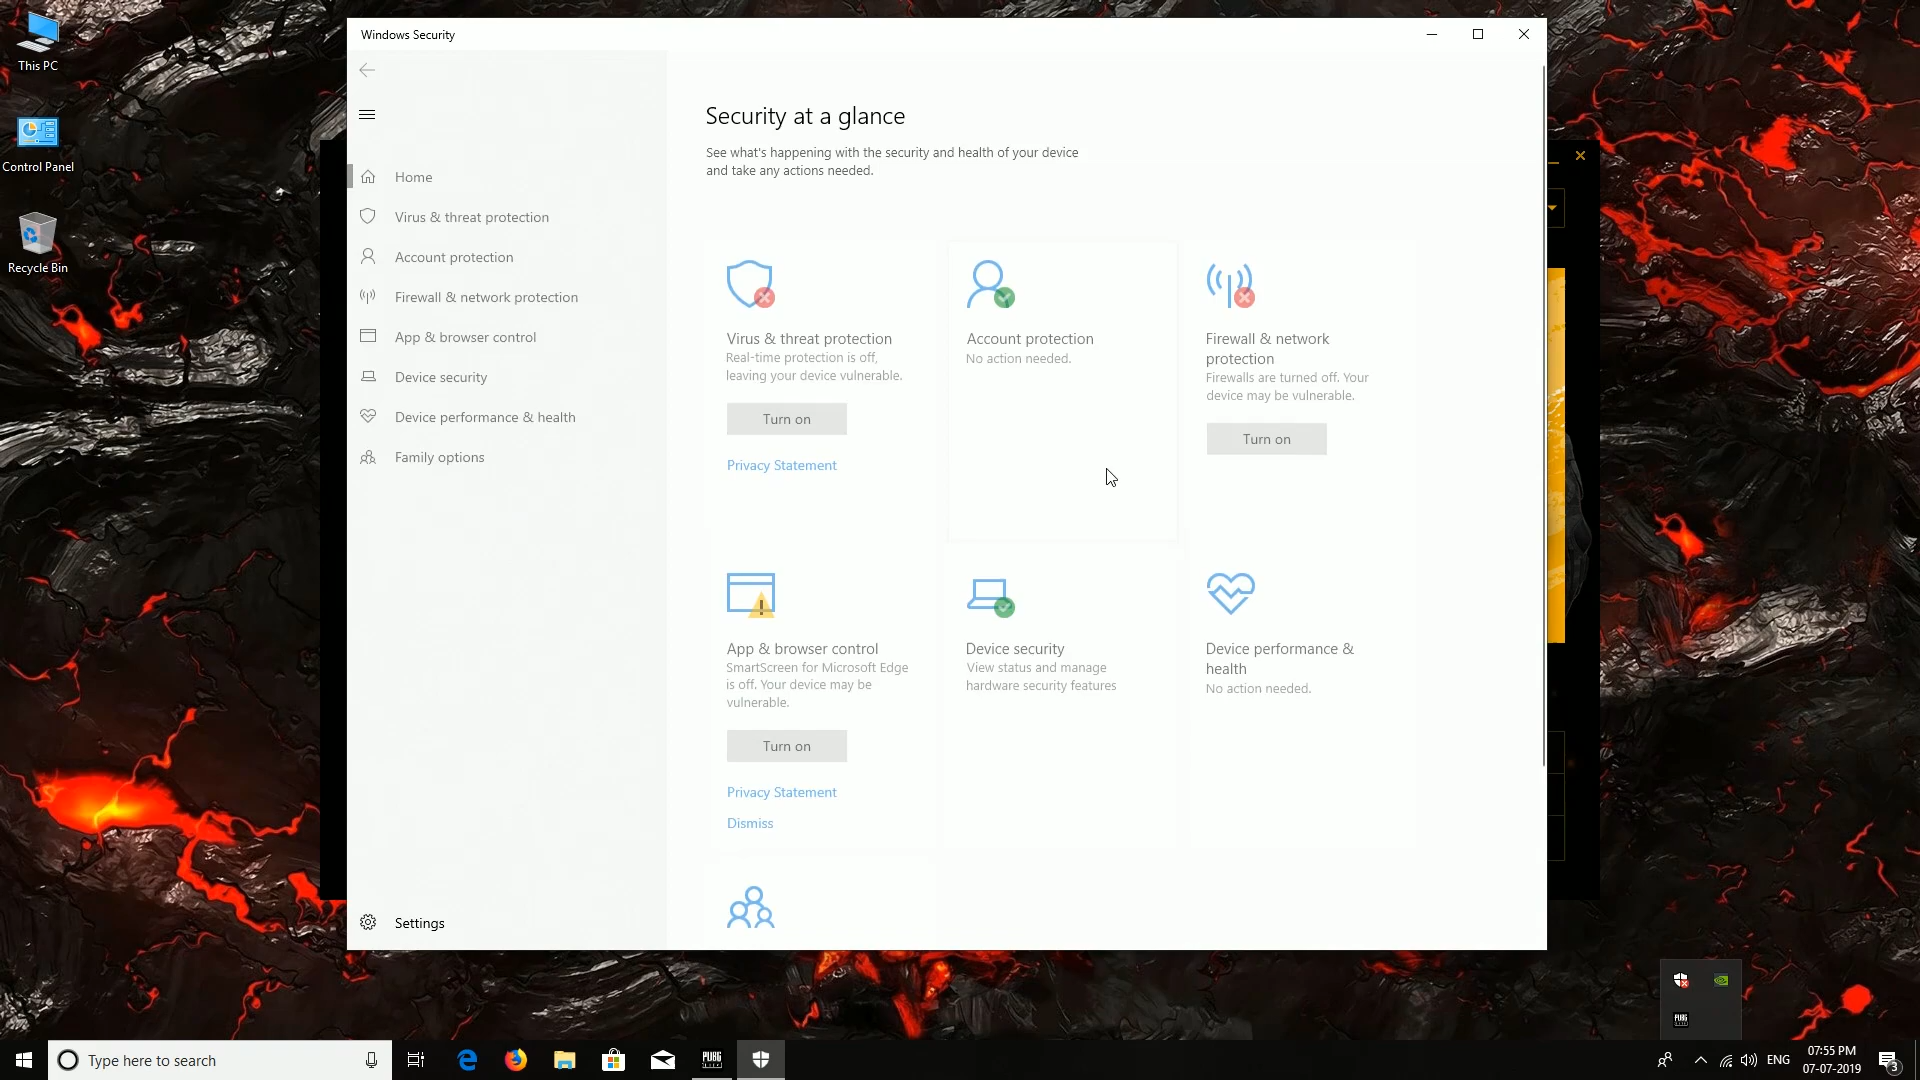 This PC
Control Panel
Recycle Bin
Windows Security
Home
Virus & threat protection
Account protection
Firewall & network protection
App & browser control
Device security
Device performance & health
Family options
Settings
Security at a glance
See what's happening with the security and health of your device
and take any actions needed.
Virus & threat protection
Real-time protection is off,
leaving your device vulnerable.
Turn on
Privacy Statement
Account protection
No action needed.
Firewall & network
protection
Firewalls are turned off. Your
device may be vulnerable.
Turn on
App & browser control
SmartScreen for Microsoft Edge
is off. Your device may be
vulnerable.
Turn on
Privacy Statement
Dismiss
Device security
View status and manage
hardware security features
Device performance &
health
No action needed.
PUBG
Type here to search
PUBG
ENG
07:55 PM
07-07-2019
3